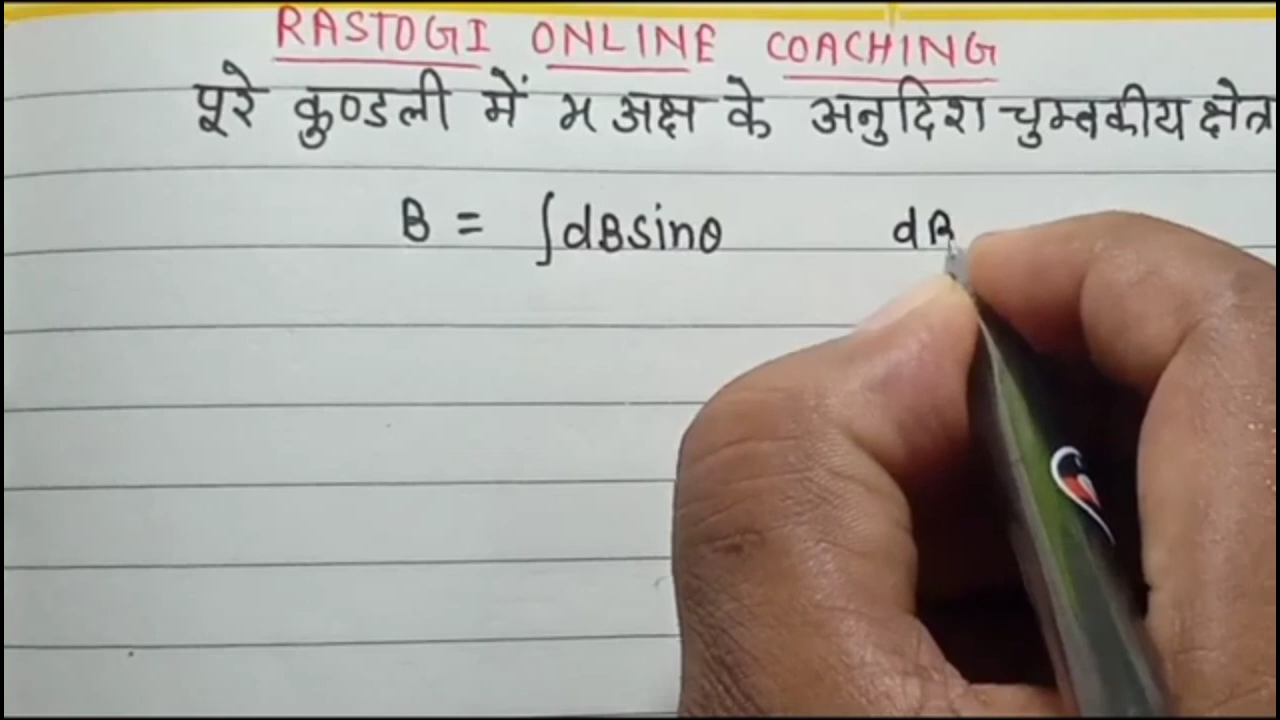 RASTOGI ONLINE COACHING
पूरे कुण्डली में म अक्ष के अनुदिश चुम्बकीय क्षेत्र
B = ∫dBsinθ dB